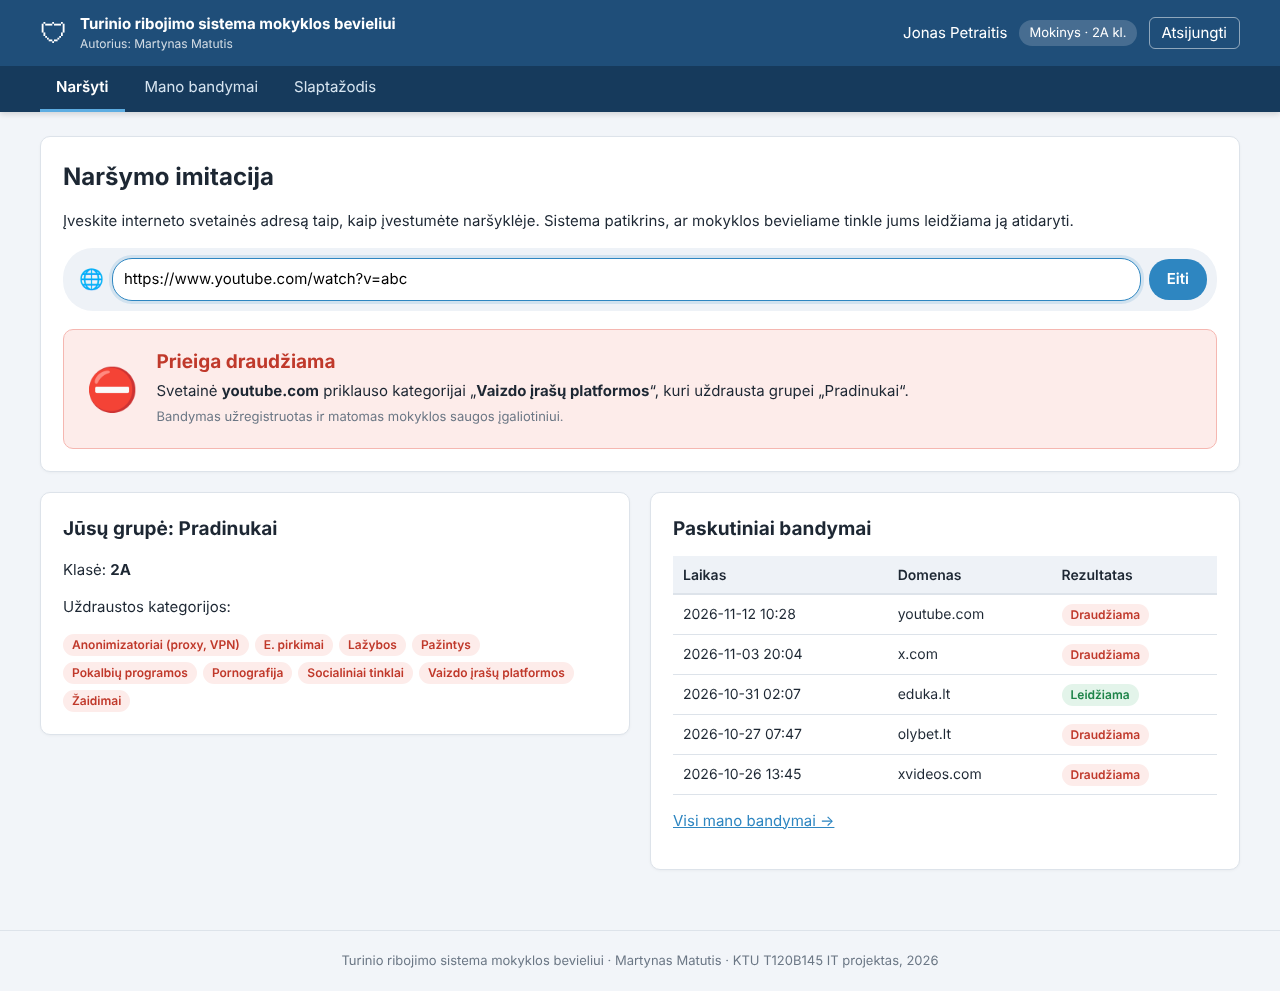 Turinio ribojimo sistema mokyklos bevieliui
Autorius: Martynas Matutis
Jonas Petraitis
Mokinys · 2A kl.
Atsijungti
Naršyti
Mano bandymai
Slaptažodis
Naršymo imitacija
Įveskite interneto svetainės adresą taip, kaip įvestumėte naršyklėje. Sistema patikrins, ar mokyklos bevieliame tinkle jums leidžiama ją atidaryti.
https://www.youtube.com/watch?v=abc
Eiti
Prieiga draudžiama
Svetainė youtube.com priklauso kategorijai „Vaizdo įrašų platformos“, kuri uždrausta grupei „Pradinukai“.
Bandymas užregistruotas ir matomas mokyklos saugos įgaliotiniui.
Jūsų grupė: Pradinukai
Klasė: 2A
Uždraustos kategorijos:
Anonimizatoriai (proxy, VPN) E. pirkimai Lažybos Pažintys
Pokalbių programos Pornografija Socialiniai tinklai Vaizdo įrašų platformos
Žaidimai
Paskutiniai bandymai
Laikas Domenas Rezultatas
2026-11-12 10:28 youtube.com Draudžiama
2026-11-03 20:04 x.com Draudžiama
2026-10-31 02:07 eduka.lt Leidžiama
2026-10-27 07:47 olybet.lt Draudžiama
2026-10-26 13:45 xvideos.com Draudžiama
Visi mano bandymai →
Turinio ribojimo sistema mokyklos bevieliui · Martynas Matutis · KTU T120B145 IT projektas, 2026